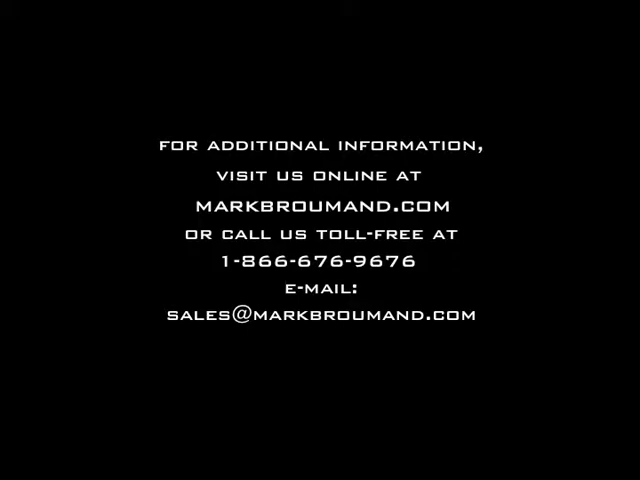 FOR ADDITIONAL INFORMATION,
VISIT US ONLINE AT
MARKBROUMAND.COM
OR CALL US TOLL-FREE AT
1-866-676-9676
E-MAIL:
SALES@MARKBROUMAND.COM